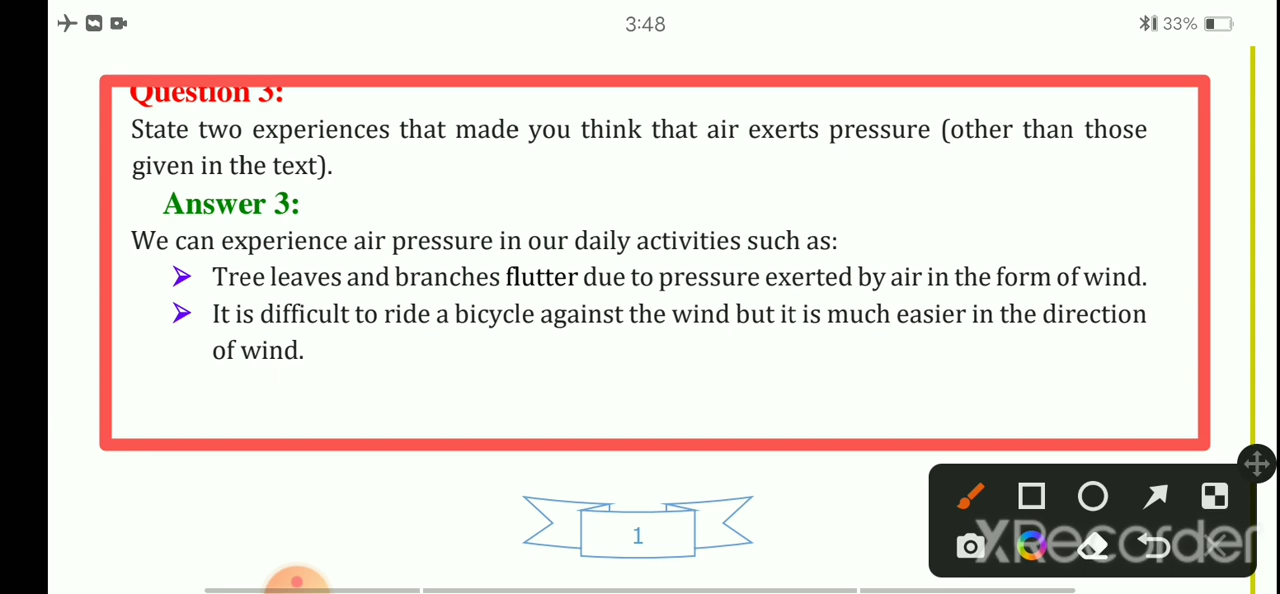 3:48
33%
Question 3:
State two experiences that made you think that air exerts pressure (other than those
given in the text).
Answer 3:
We can experience air pressure in our daily activities such as:
➤ Tree leaves and branches flutter due to pressure exerted by air in the form of wind.
➤ It is difficult to ride a bicycle against the wind but it is much easier in the direction
of wind.
1
XRecorder